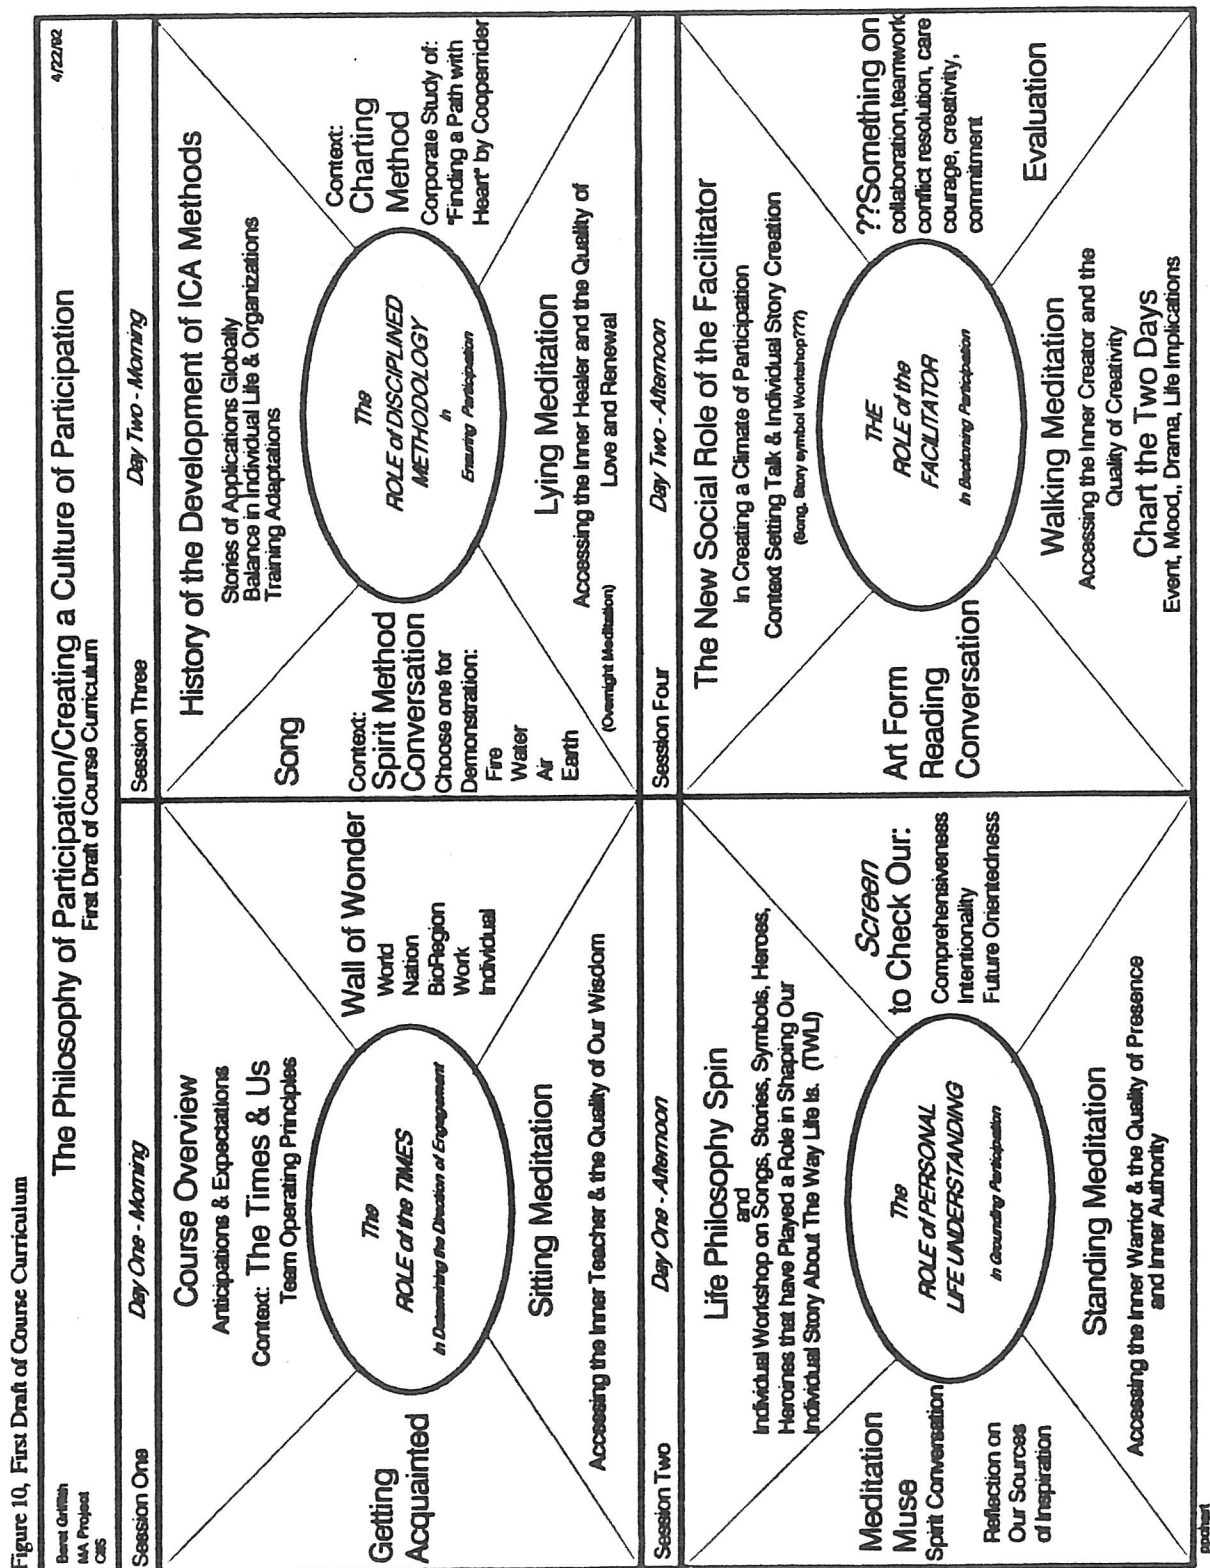 Figure 10, First Draft of Course Curriculum
Beret Griffith
MA Project
CIIS
The Philosophy of Participation/Creating a Culture of Participation
First Draft of Course Curriculum
4/22/92
Session One
Day One - Morning
Getting
Acquainted
Course Overview
Anticipations & Expectations
Context: The Times & Us
Team Operating Principles
The
ROLE of the TIMES
In Determining the Direction of Engagement
Wall of Wonder
World
Nation
BioRegion
Work
Individual
Sitting Meditation
Accessing the Inner Teacher & the Quality of Our Wisdom
Session Three
Day Two - Morning
Song
Context:
Spirit Method
Conversation
Choose one for
Demonstration:
Fire
Water
Air
Earth
History of the Development of ICA Methods
Stories of Applications Globally
Balance in Individual Life & Organizations
Training Adaptations
The
ROLE of DISCIPLINED
METHODOLOGY
In
Ensuring Participation
Context:
Charting
Method
Corporate Study of:
"Finding a Path with
Heart" by Cooperrider
Lying Meditation
Accessing the Inner Healer and the Quality of
(Overnight Meditation) Love and Renewal
Session Two
Day One - Afternoon
Meditation
Muse
Spirit Conversation
Reflection on
Our Sources
of Inspiration
Life Philosophy Spin
and
Individual Workshop on Songs, Stories, Symbols, Heroes,
Heroines that have Played a Role in Shaping Our
Individual Story About The Way Life Is. (TWLI)
The
ROLE of PERSONAL
LIFE UNDERSTANDING
In Grounding Participation
Screen
to Check Our:
Comprehensiveness
Intentionality
Future Orientedness
Standing Meditation
Accessing the Inner Warrior & the Quality of Presence
and Inner Authority
Session Four
Day Two - Afternoon
Art Form
Reading
Conversation
The New Social Role of the Facilitator
In Creating a Climate of Participation
Context Setting Talk & Individual Story Creation
(Song, Story symbol Workshop???)
THE
ROLE of the
FACILITATOR
In Beckoning Participation
??Something on
collaboration,teamwork
conflict resolution, care
courage, creativity,
commitment
Evaluation
Walking Meditation
Accessing the Inner Creator and the
Quality of Creativity
Chart the Two Days
Event, Mood,, Drama, Life Implications